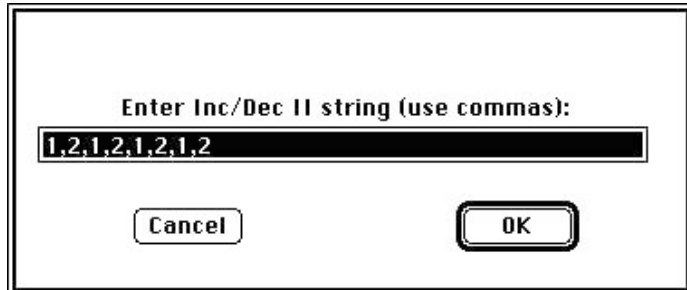 Enter Inc/Dec II string (use commas):
1,2,1,2,1,2,1,2
Cancel
OK